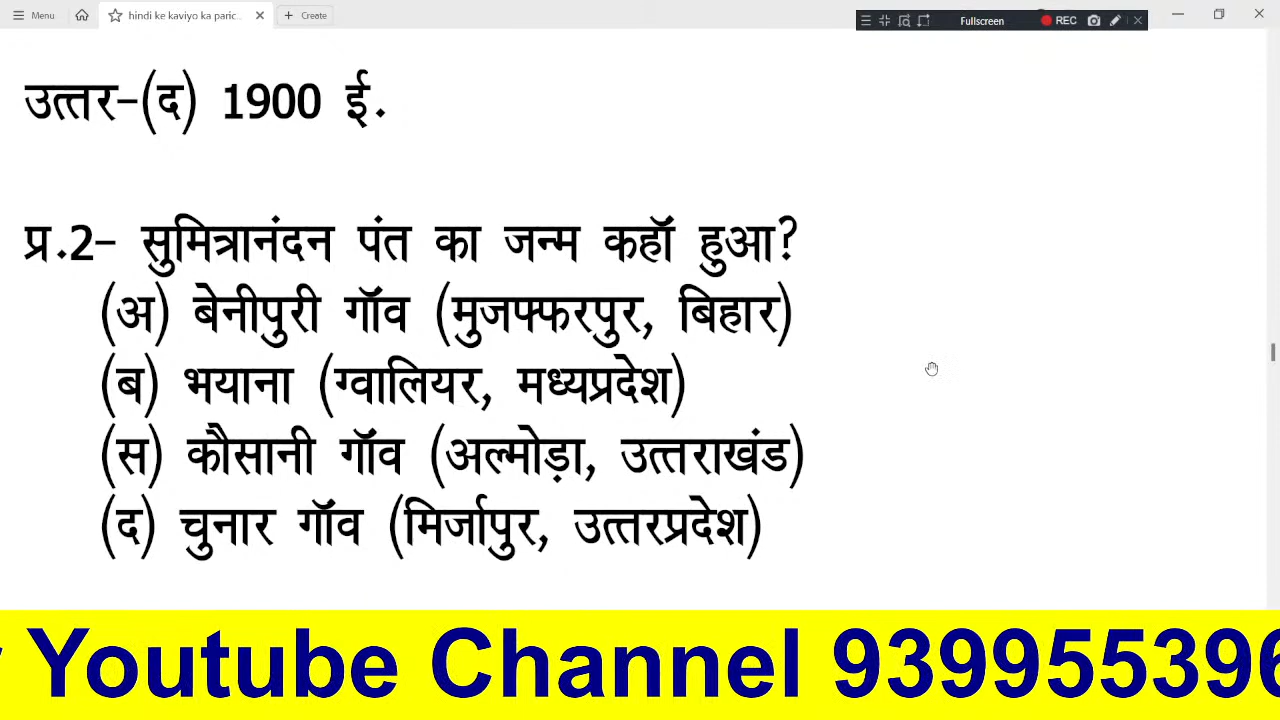 Menu
hindi ke kaviyo ka paric...
Create
Fullscreen
REC
उत्तर-(द) 1900 ई.
प्र.2- सुमित्रानंदन पंत का जन्म कहॉं हुआ?
(अ) बेनीपुरी गॉंव (मुजफ्फरपुर, बिहार)
(ब) भयाना (ग्वालियर, मध्यप्रदेश)
(स) कौसानी गॉंव (अल्मोड़ा, उत्तराखंड)
(द) चुनार गॉंव (मिर्जापुर, उत्तरप्रदेश)
Youtube Channel 939955396